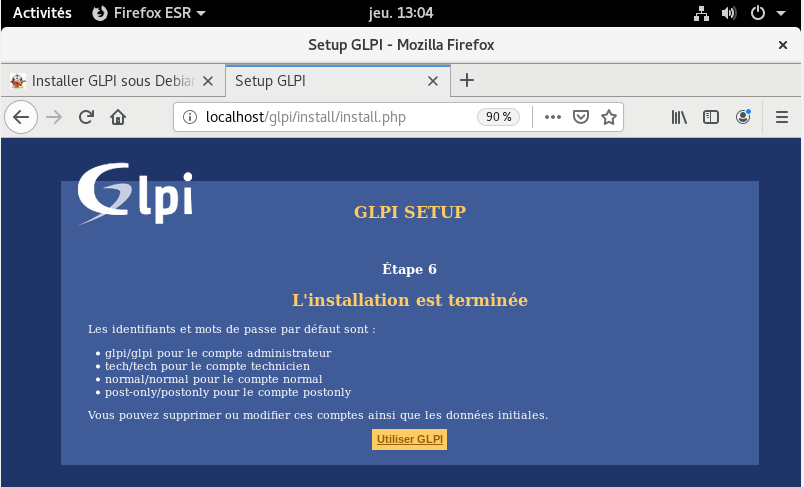 Activités Firefox ESR jeu. 13:04
Setup GLPI - Mozilla Firefox
Installer GLPI sous Debian Setup GLPI
localhost/glpi/install/install.php 90 %
Glpi
GLPI SETUP
Étape 6
L'installation est terminée
Les identifiants et mots de passe par défaut sont :
• glpi/glpi pour le compte administrateur
• tech/tech pour le compte technicien
• normal/normal pour le compte normal
• post-only/postonly pour le compte postonly
Vous pouvez supprimer ou modifier ces comptes ainsi que les données initiales.
Utiliser GLPI